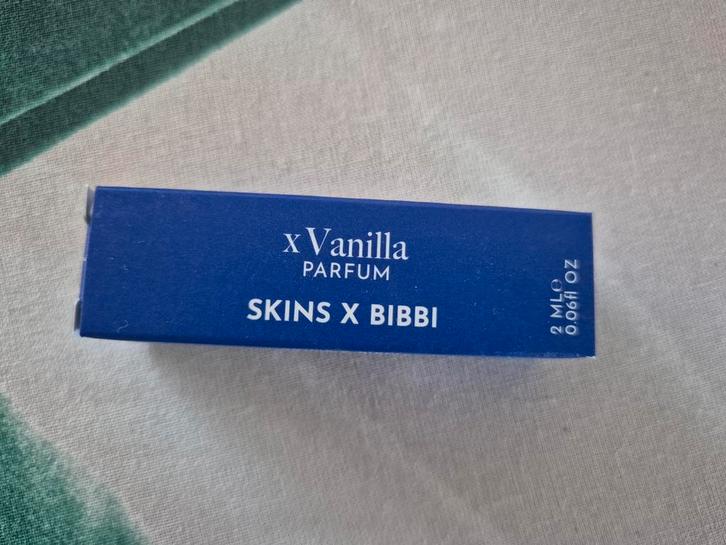 x Vanilla
PARFUM
SKINS X BIBBI
2 ML℮
0.06fl OZ